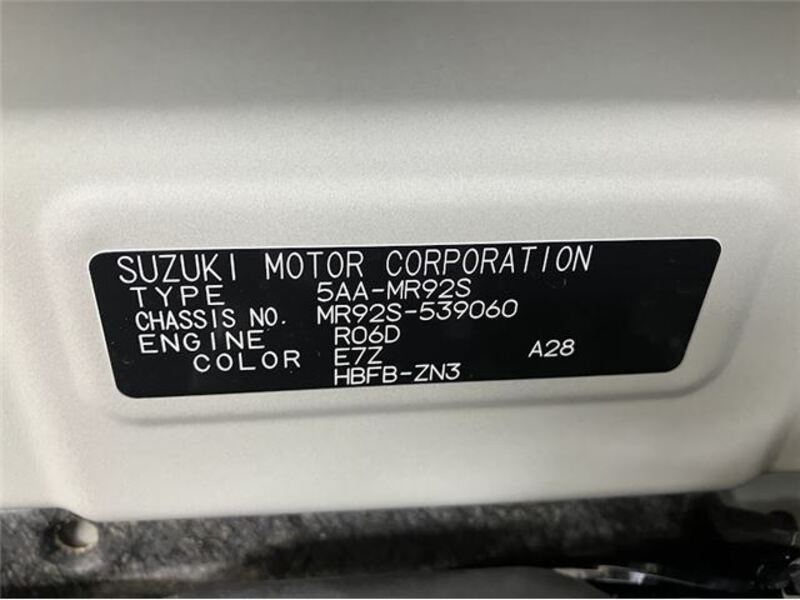 SUZUKI MOTOR CORPORATION
TYPE 5AA-MR92S
CHASSIS NO. MR92S-539060
ENGINE R06D
COLOR E7Z A28
HBFB-ZN3